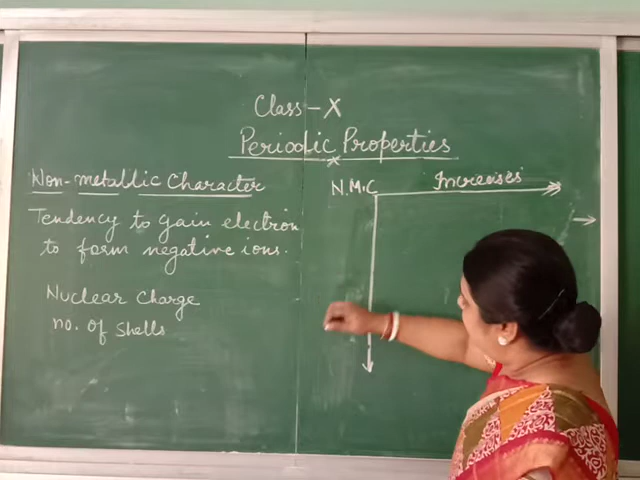 Class-X
Periodic Properties
Non-metallic Character
Tendency to gain electron
to form negative ions.
Nuclear Charge
no. of shells
N.M.C Increases